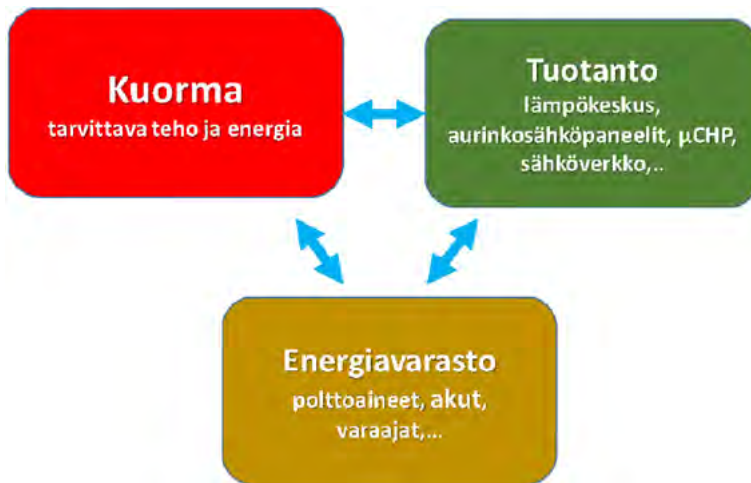 Kuorma
tarvittava teho ja energia
Tuotanto
lämpökeskus,
aurinkosähköpaneelit, µCHP,
sähköverkko,..
Energiavarasto
polttoaineet, akut,
varaajat,...